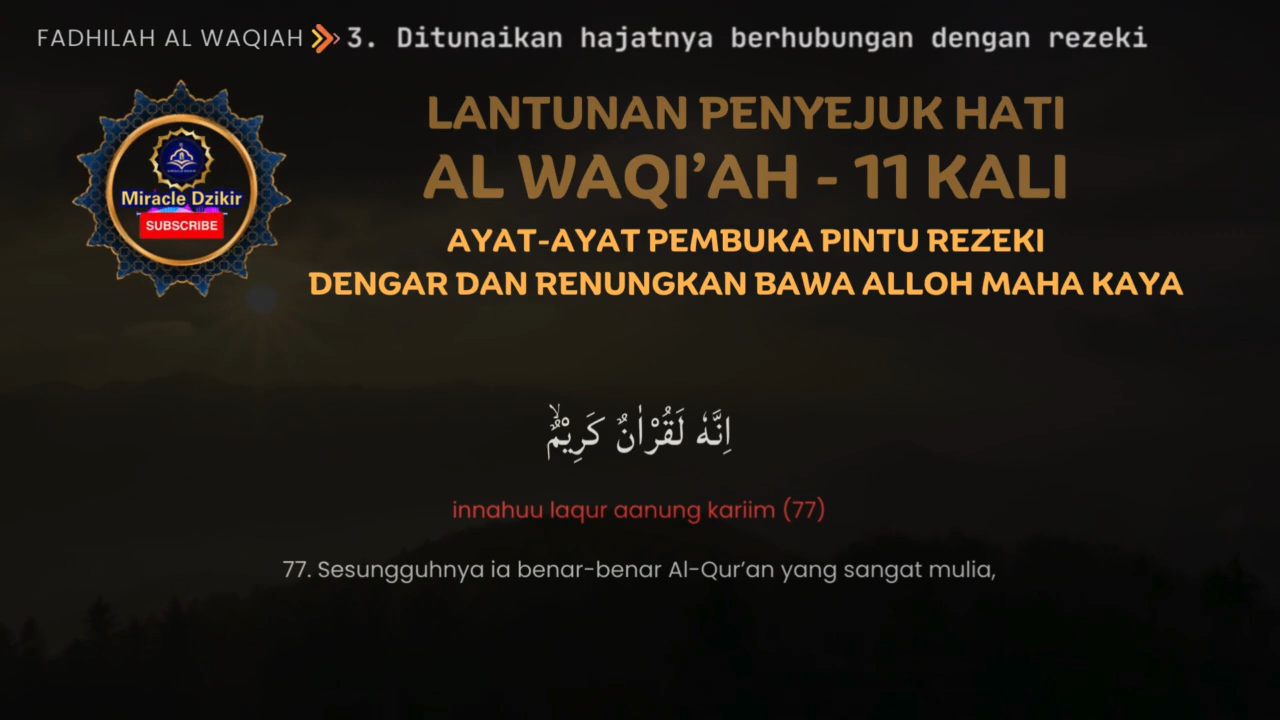 FADHILAH AL WAQIAH 3. Ditunaikan hajatnya berhubungan dengan rezeki
LANTUNAN PENYEJUK HATI
AL WAQI'AH - 11 KALI
AYAT-AYAT PEMBUKA PINTU REZEKI
DENGAR DAN RENUNGKAN BAWA ALLOH MAHA KAYA
Miracle Dzikir
SUBSCRIBE
اِنَّهٗ لَقُرْاٰنٌ كَرِيْمٌۙ
innahuu laqur aanung kariim (77)
77. Sesungguhnya ia benar-benar Al-Qur'an yang sangat mulia,